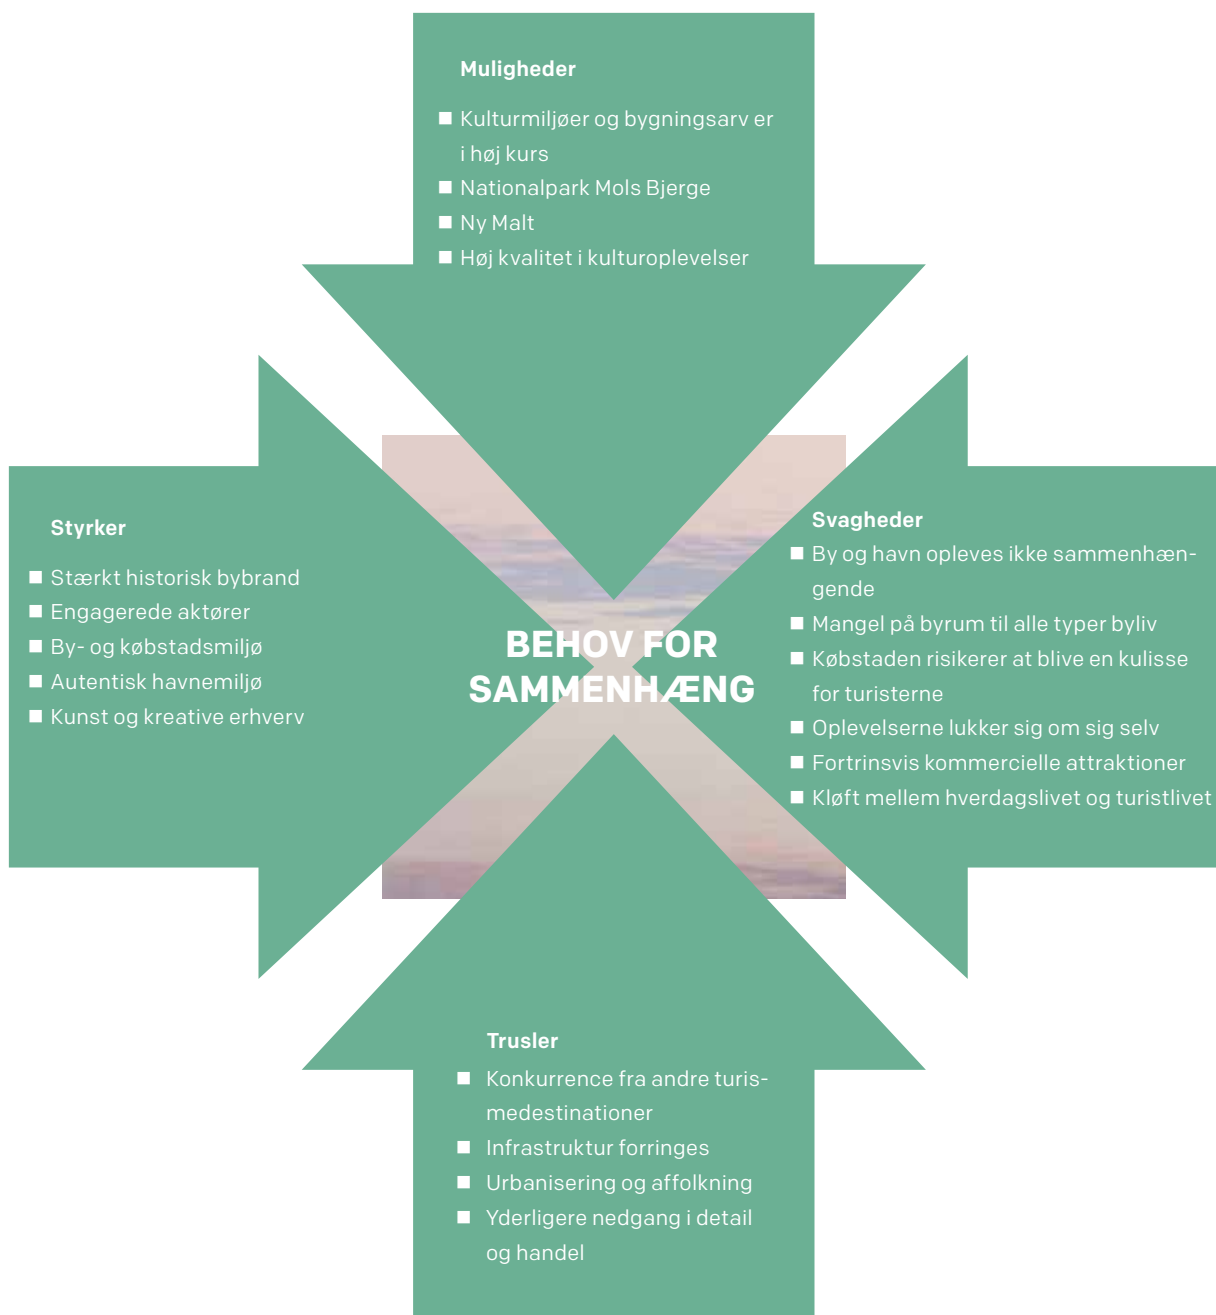 Muligheder
■ Kulturmiljøer og bygningsarv er
i høj kurs
■ Nationalpark Mols Bjerge
■ Ny Malt
■ Høj kvalitet i kulturoplevelser
Styrker
■ Stærkt historisk bybrand
■ Engagerede aktører
■ By- og købstadsmiljø
■ Autentisk havnemiljø
■ Kunst og kreative erhverv
BEHOV FOR
SAMMENHÆNG
Svagheder
■ By og havn opleves ikke sammenhæn-
gende
■ Mangel på byrum til alle typer byliv
■ Købstaden risikerer at blive en kulisse
for turisterne
■ Oplevelserne lukker sig om sig selv
■ Fortrinsvis kommercielle attraktioner
■ Kløft mellem hverdagslivet og turistlivet
Trusler
■ Konkurrence fra andre turis-
medestinationer
■ Infrastruktur forringes
■ Urbanisering og affolkning
■ Yderligere nedgang i detail
og handel